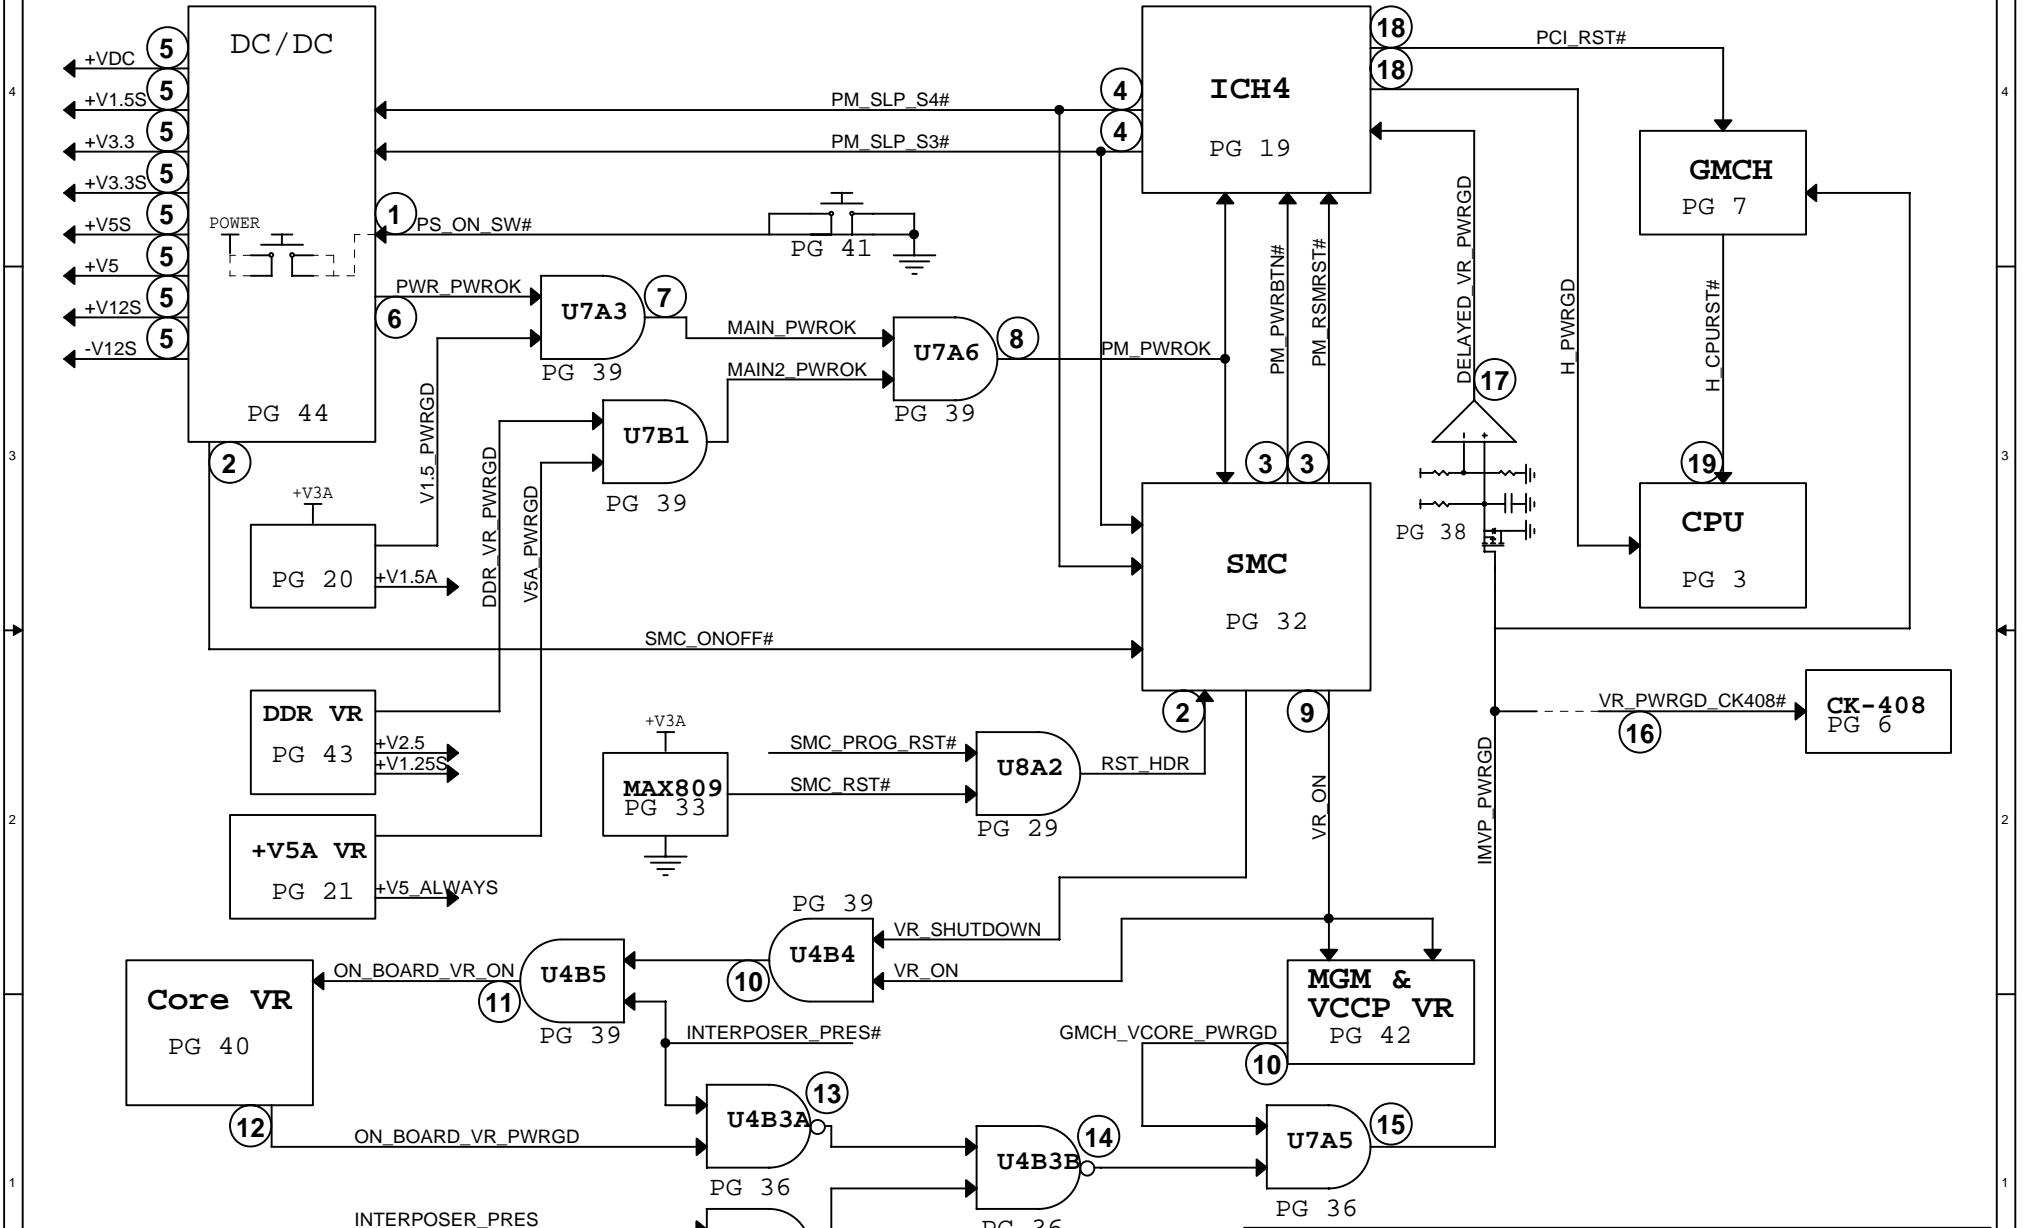 DC/DC
PG 44
POWER
5
+VDC
5
+V1.5S
5
+V3.3
5
+V3.3S
5
+V5S
5
+V5
5
+V12S
5
-V12S
4
PM_SLP_S4#
4
PM_SLP_S3#
ICH4
PG 19
18
PCI_RST#
18
GMCH
PG 7
1
PS_ON_SW#
PG 41
PWR_PWROK
6
U7A3
7
PG 39
MAIN_PWROK
MAIN2_PWROK
U7A6
8
PG 39
PM_PWROK
PM_PWRBTN#
PM_RSMRST#
DELAYED_VR_PWRGD
17
H_PWRGD
H_CPURST#
2
V1.5_PWRGD
DDR_VR_PWRGD
V5A_PWRGD
U7B1
PG 39
3
3
-
+
PG 38
19
CPU
PG 3
+V3A
PG 20
+V1.5A
SMC
PG 32
SMC_ONOFF#
DDR VR
PG 43
+V2.5
+V1.25S
+V3A
MAX809
PG 33
SMC_PROG_RST#
SMC_RST#
U8A2
PG 29
RST_HDR
2
9
VR_ON
IMVP_PWRGD
VR_PWRGD_CK408#
16
CK-408
PG 6
+V5A VR
PG 21
+V5_ALWAYS
PG 39
U4B4
10
VR_SHUTDOWN
VR_ON
Core VR
PG 40
ON_BOARD_VR_ON
11
U4B5
PG 39
INTERPOSER_PRES#
MGM &
VCCP VR
PG 42
GMCH_VCORE_PWRGD
10
12
ON_BOARD_VR_PWRGD
U4B3A
13
PG 36
U4B3B
14
PG 36
U7A5
15
PG 36
INTERPOSER_PRES
4
3
2
1
4
3
2
1